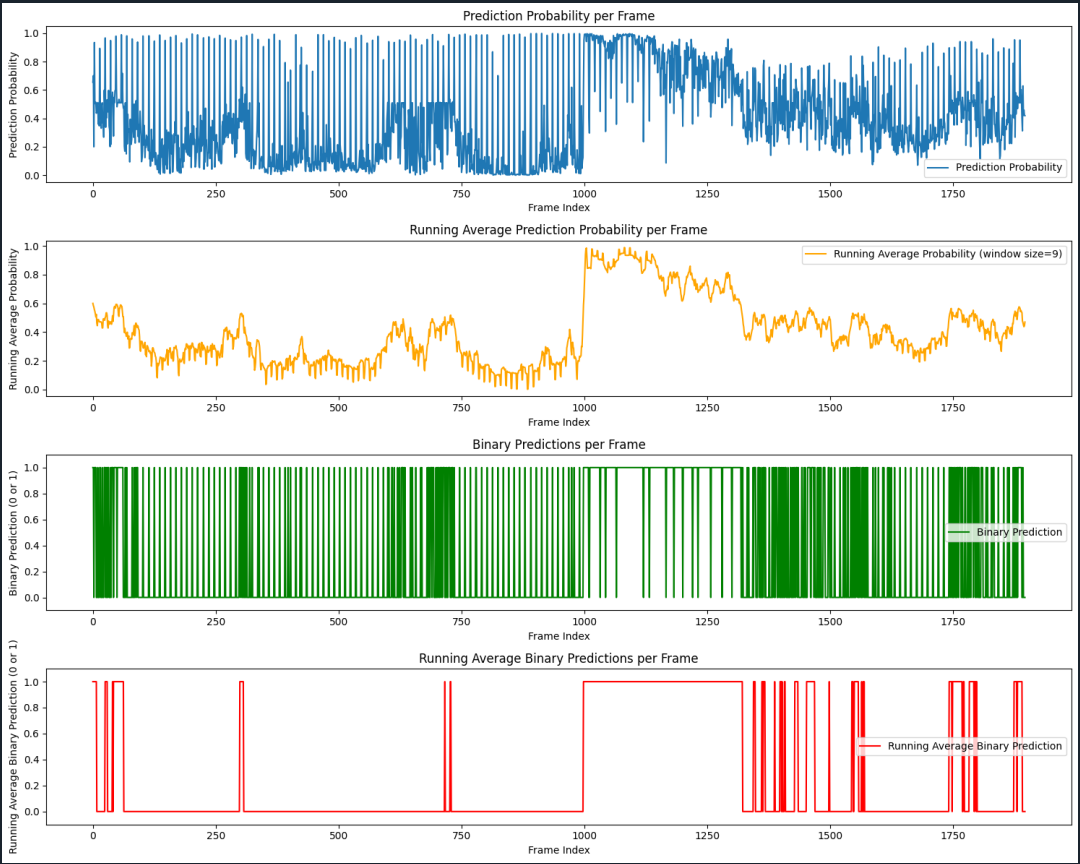 Prediction Probability per Frame
Prediction Probability
1.0
0.8
0.6
0.4
0.2
0.0
Prediction Probability
0 250 500 750 1000 1250 1500 1750
Frame Index
Running Average Prediction Probability per Frame
Running Average Probability
1.0
0.8
0.6
0.4
0.2
0.0
Running Average Probability (window size=9)
0 250 500 750 1000 1250 1500 1750
Frame Index
Binary Predictions per Frame
Binary Prediction (0 or 1)
1.0
0.8
0.6
0.4
0.2
0.0
Binary Prediction
0 250 500 750 1000 1250 1500 1750
Frame Index
Running Average Binary Predictions per Frame
Running Average Binary Prediction (0 or 1)
1.0
0.8
0.6
0.4
0.2
0.0
Running Average Binary Prediction
0 250 500 750 1000 1250 1500 1750
Frame Index